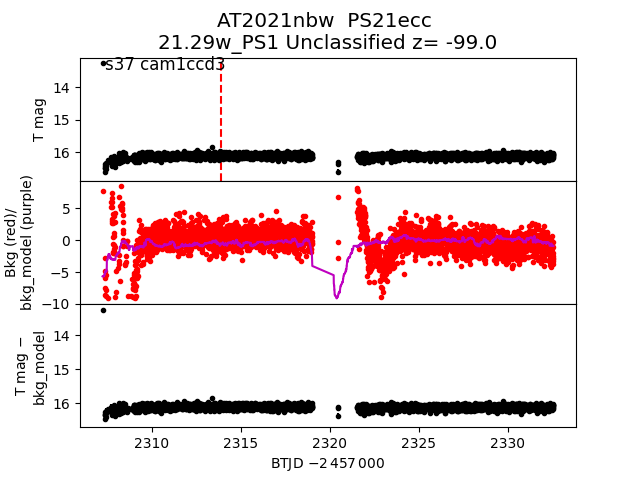 AT2021nbw PS21ecc
21.29w_PS1 Unclassified z= -99.0
s37 cam1ccd3
T mag
14
15
16
Bkg (red)/
bkg_model (purple)
5
0
−5
−10
T mag −
bkg_model
14
15
16
2310
2315
2320
2325
2330
BTJD −2 457 000